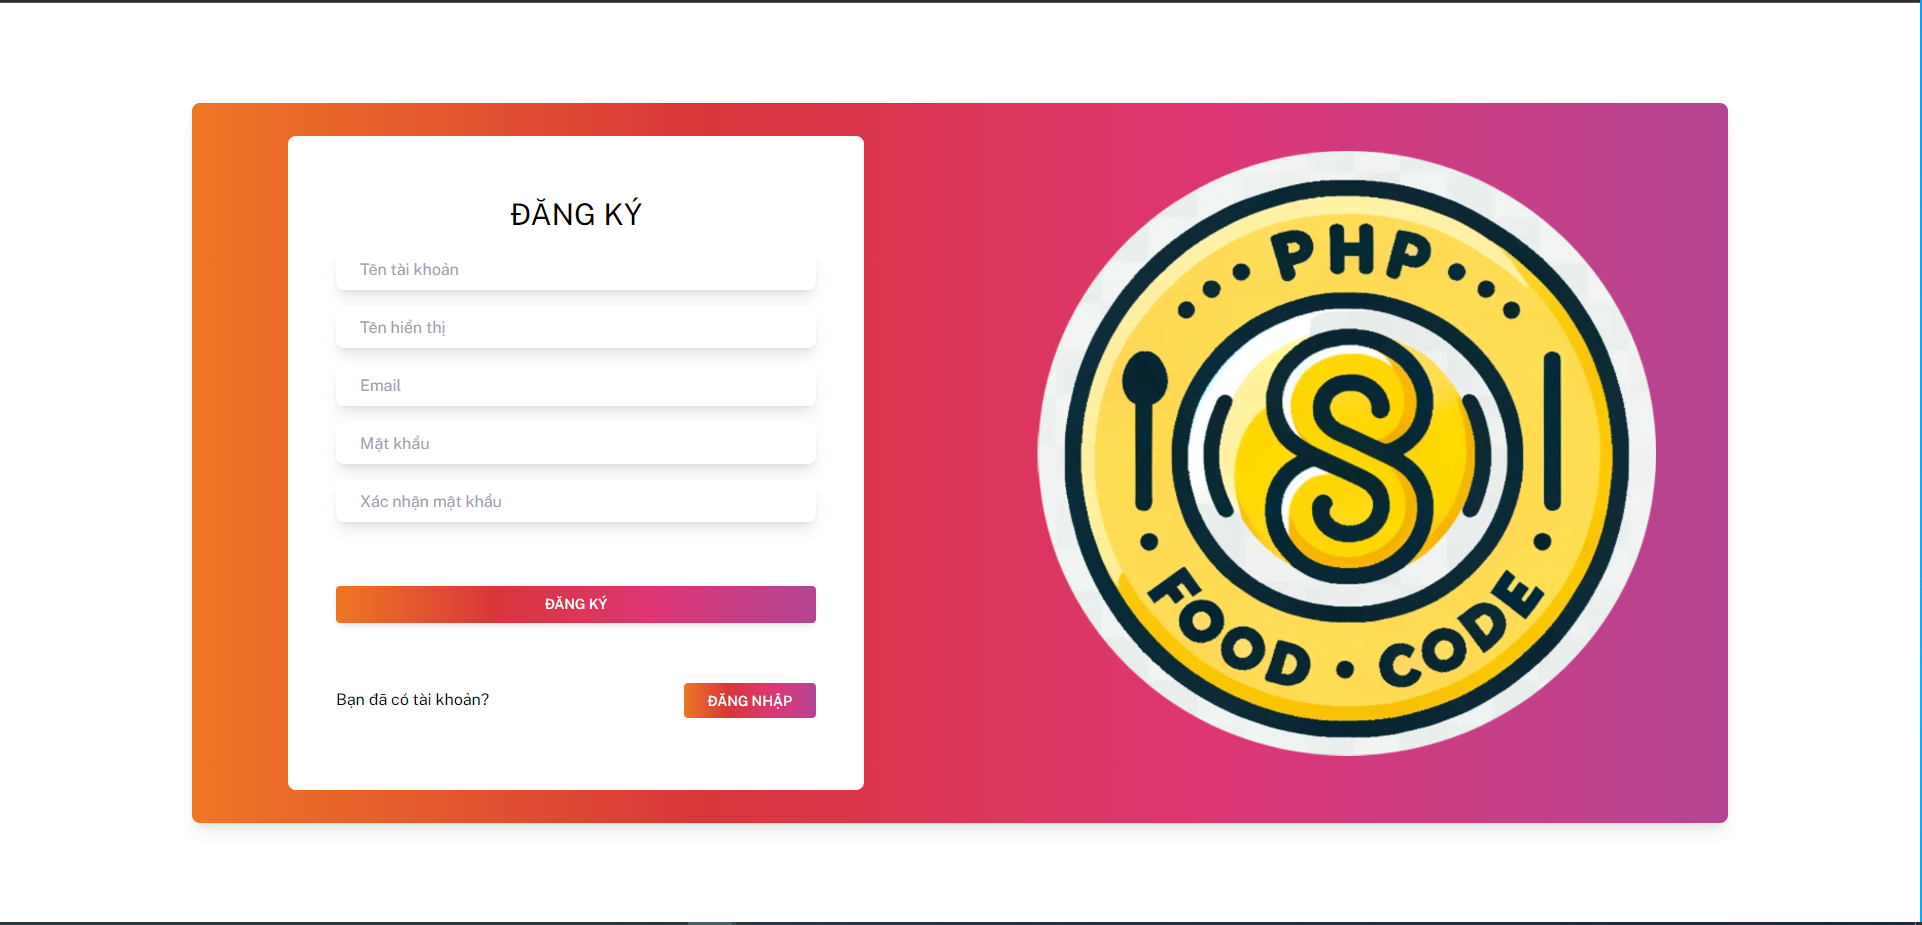 ĐĂNG KÝ
Tên tài khoản
Tên hiển thị
Email
Mật khẩu
Xác nhận mật khẩu
ĐĂNG KÝ
Bạn đã có tài khoản?
ĐĂNG NHẬP
PHP
FOOD • CODE